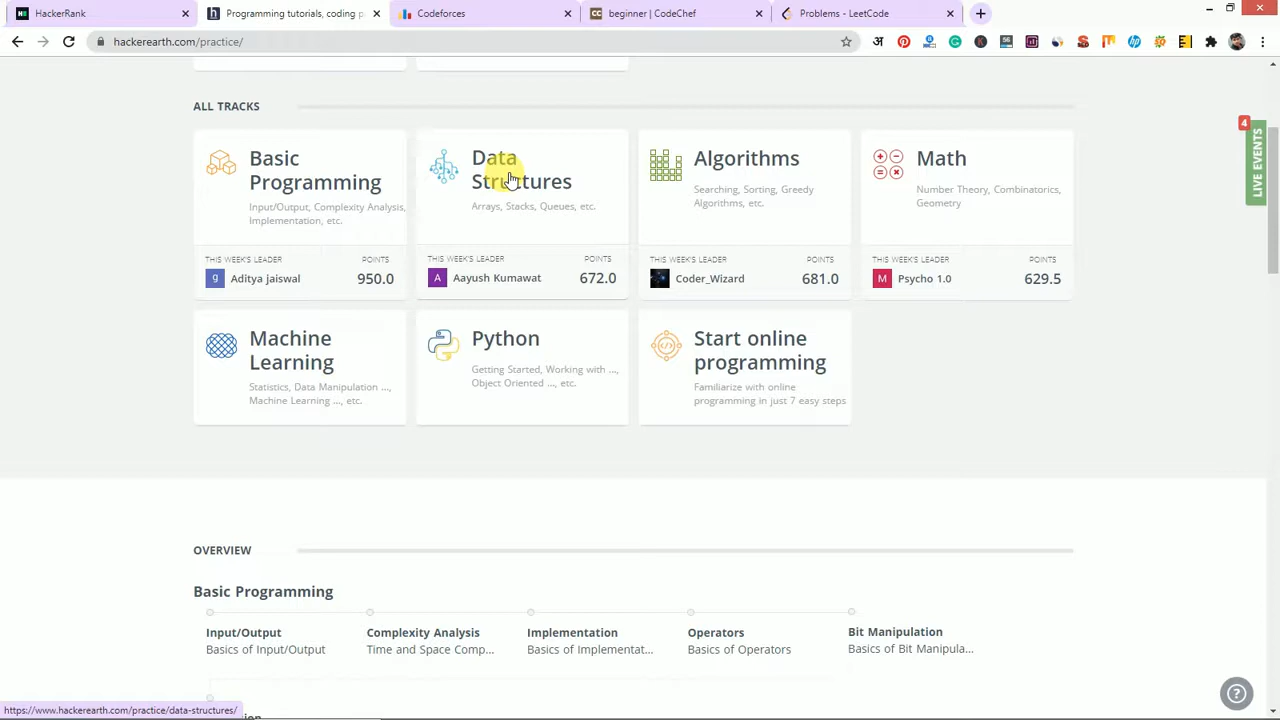 HackerRank
Programming tutorials, coding p
Codeforces
beginner | CodeChef
Problems - LeetCode
hackerearth.com/practice/
ALL TRACKS
Basic
Programming
Input/Output, Complexity Analysis,
Implementation, etc.
THIS WEEK'S LEADER
POINTS
g
Aditya jaiswal
950.0
Data
Structures
Arrays, Stacks, Queues, etc.
THIS WEEK'S LEADER
POINTS
A
Aayush Kumawat
672.0
Algorithms
Searching, Sorting, Greedy
Algorithms, etc.
THIS WEEK'S LEADER
POINTS
Coder_Wizard
681.0
Math
Number Theory, Combinatorics,
Geometry
THIS WEEK'S LEADER
POINTS
M
Psycho 1.0
629.5
4
LIVE EVENTS
Machine
Learning
Statistics, Data Manipulation ...,
Machine Learning ..., etc.
Python
Getting Started, Working with ...,
Object Oriented ..., etc.
Start online
programming
Familiarize with online
programming in just 7 easy steps
OVERVIEW
Basic Programming
Input/Output
Basics of Input/Output
Complexity Analysis
Time and Space Comp...
Implementation
Basics of Implementat...
Operators
Basics of Operators
Bit Manipulation
Basics of Bit Manipula...
https://www.hackerearth.com/practice/data-structures/